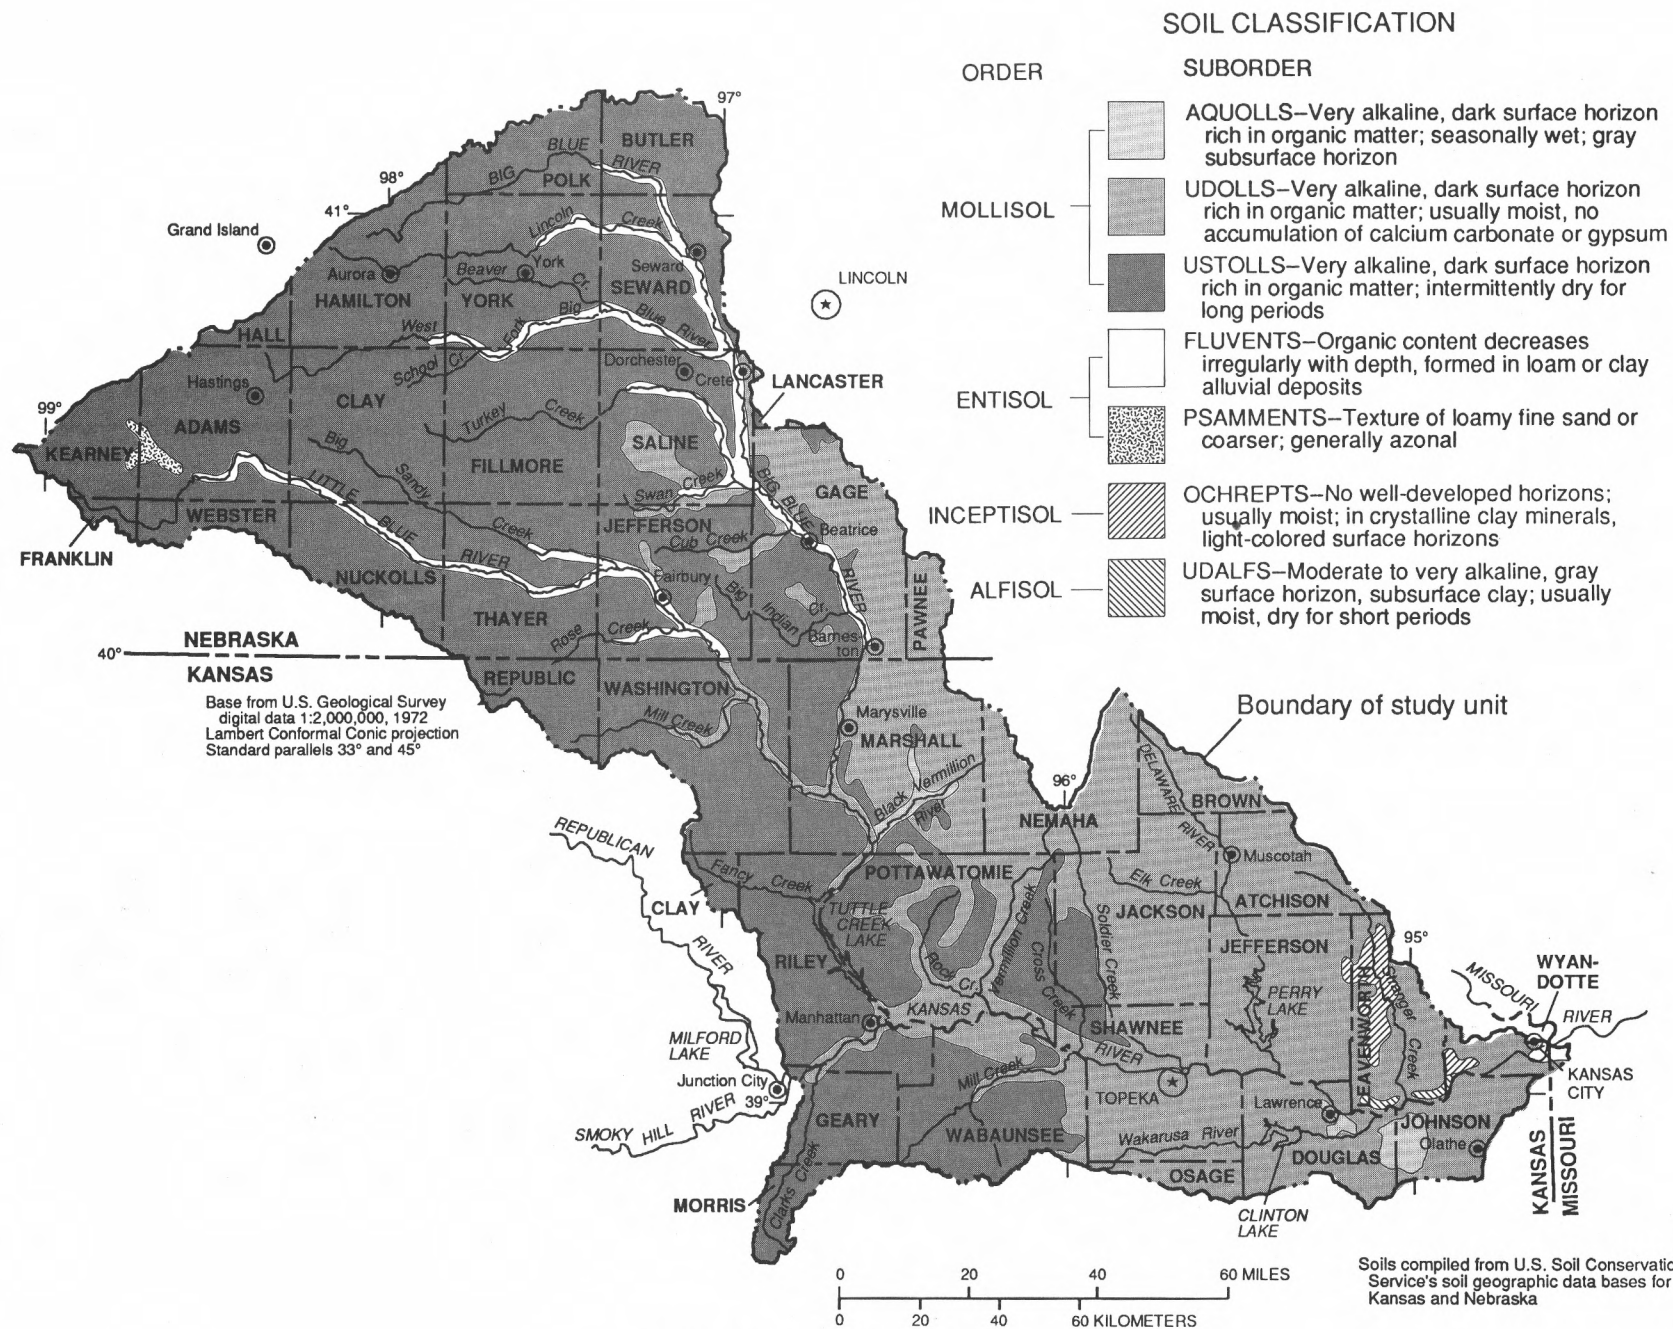 SOIL CLASSIFICATION
ORDER
SUBORDER
MOLLISOL
AQUOLLS–Very alkaline, dark surface horizon
rich in organic matter; seasonally wet; gray
subsurface horizon
UDOLLS–Very alkaline, dark surface horizon
rich in organic matter; usually moist, no
accumulation of calcium carbonate or gypsum
USTOLLS–Very alkaline, dark surface horizon
rich in organic matter; intermittently dry for
long periods
ENTISOL
FLUVENTS–Organic content decreases
irregularly with depth, formed in loam or clay
alluvial deposits
PSAMMENTS–Texture of loamy fine sand or
coarser; generally azonal
INCEPTISOL
OCHREPTS–No well-developed horizons;
usually moist; in crystalline clay minerals,
light-colored surface horizons
ALFISOL
UDALFS–Moderate to very alkaline, gray
surface horizon, subsurface clay; usually
moist, dry for short periods
97°
98°
41°
BUTLER
BIG BLUE RIVER
POLK
Grand Island
Lincoln Creek
Aurora
Beaver Cr.
York
Seward
SEWARD
LINCOLN
HAMILTON
YORK
West Fork Big Blue River
HALL
School Cr.
Dorchester
Crete
LANCASTER
Hastings
CLAY
99°
ADAMS
KEARNEY
Turkey Creek
SALINE
Big Sandy Creek
FILLMORE
LITTLE BLUE RIVER
Swan Creek
BIG BLUE RIVER
GAGE
WEBSTER
JEFFERSON
Cub Creek
Beatrice
FRANKLIN
NUCKOLLS
Fairbury
Big Indian Cr.
PAWNEE
THAYER
Rose Creek
Barnes-
ton
NEBRASKA
40°
KANSAS
REPUBLIC
WASHINGTON
Base from U.S. Geological Survey
digital data 1:2,000,000, 1972
Lambert Conformal Conic projection
Standard parallels 33° and 45°
Mill Creek
Marysville
MARSHALL
Boundary of study unit
Black Vermillion River
96°
DELAWARE RIVER
BROWN
NEMAHA
REPUBLICAN RIVER
Muscotah
Fancy Creek
POTTAWATOMIE
Elk Creek
CLAY
TUTTLE
CREEK
LAKE
Vermillion Creek
Cross Creek
Soldier Creek
JACKSON
ATCHISON
JEFFERSON
95°
RILEY
Rock Cr.
PERRY
LAKE
LEAVENWORTH
Stranger Creek
MISSOURI RIVER
WYAN-
DOTTE
Manhattan
KANSAS RIVER
SHAWNEE
MILFORD
LAKE
Junction City
39°
Mill Creek
TOPEKA
Lawrence
KANSAS
CITY
SMOKY HILL RIVER
GEARY
WABAUNSEE
Wakarusa River
JOHNSON
Olathe
DOUGLAS
OSAGE
KANSAS
MISSOURI
MORRIS
Clarks Creek
CLINTON
LAKE
0 20 40 60 MILES
0 20 40 60 KILOMETERS
Soils compiled from U.S. Soil Conservatio
Service's soil geographic data bases for
Kansas and Nebraska